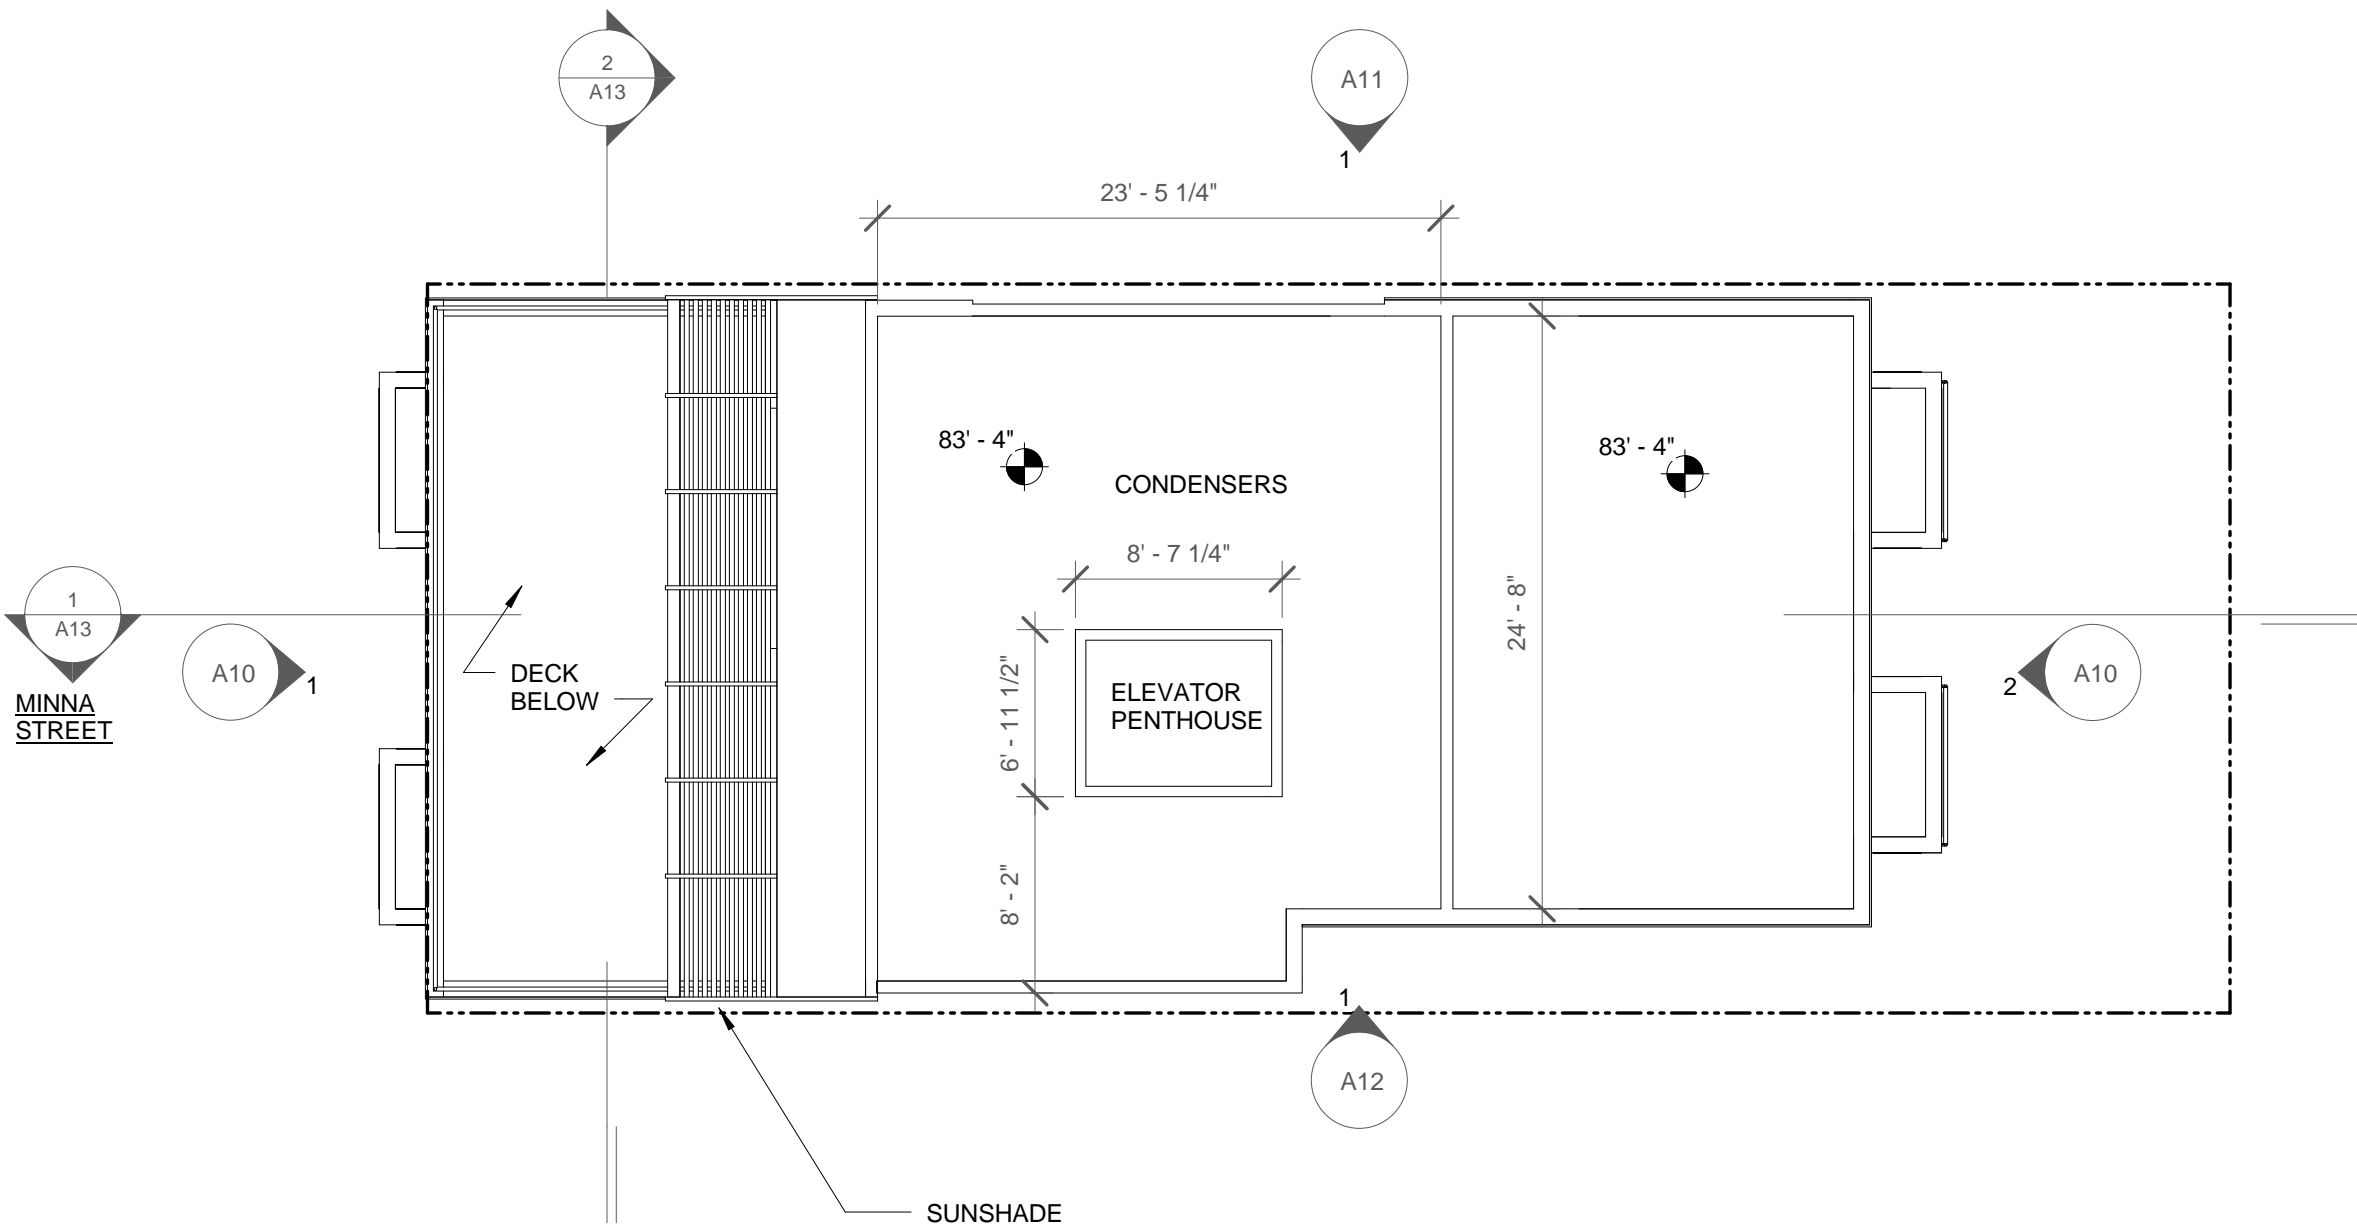 2
A13
A11
1
23' - 5 1/4"
83' - 4"
83' - 4"
CONDENSERS
8' - 7 1/4"
24' - 8"
1
A13
A10
1
MINNA
STREET
DECK
BELOW
6' - 11 1/2"
ELEVATOR
PENTHOUSE
2
A10
8' - 2"
1
A12
SUNSHADE